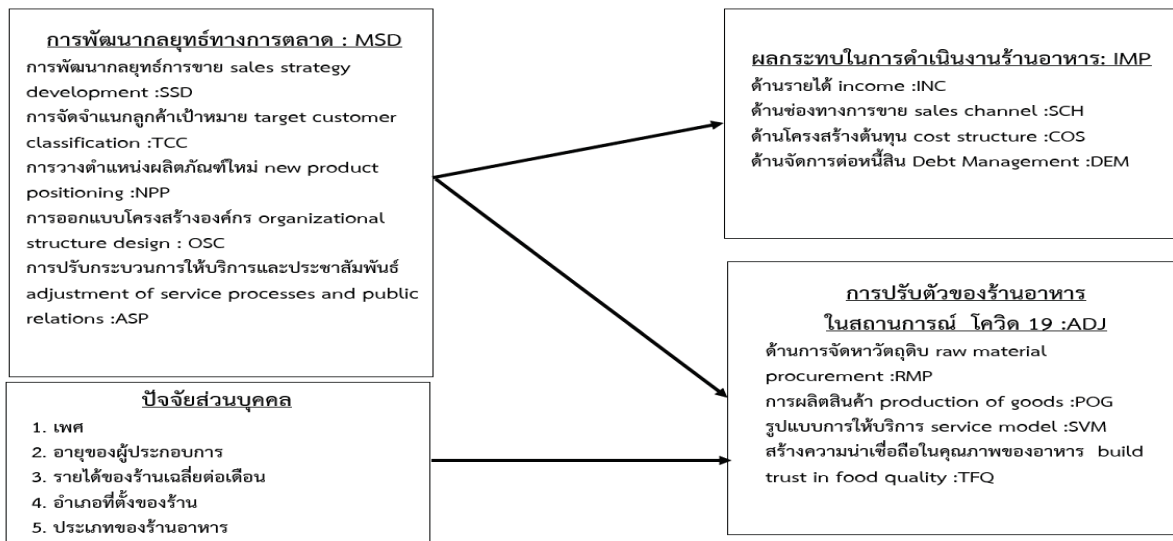 การพัฒนากลยุทธ์ทางการตลาด : MSD
การพัฒนากลยุทธ์การขาย sales strategy
development :SSD
การจัดจำแนกลูกค้าเป้าหมาย target customer
classification :TCC
การวางตำแหน่งผลิตภัณฑ์ใหม่ new product
positioning :NPP
การออกแบบโครงสร้างองค์กร organizational
structure design : OSC
การปรับกระบวนการให้บริการและประชาสัมพันธ์
adjustment of service processes and public
relations :ASP
ปัจจัยส่วนบุคคล
1. เพศ
2. อายุของผู้ประกอบการ
3. รายได้ของร้านเฉลี่ยต่อเดือน
4. อำเภอที่ตั้งของร้าน
5. ประเภทของร้านอาหาร
ผลกระทบในการดำเนินงานร้านอาหาร: IMP
ด้านรายได้ income :INC
ด้านช่องทางการขาย sales channel :SCH
ด้านโครงสร้างต้นทุน cost structure :COS
ด้านจัดการต่อหนี้สิน Debt Management :DEM
การปรับตัวของร้านอาหาร
ในสถานการณ์ โควิด 19 :ADJ
ด้านการจัดหาวัตถุดิบ raw material
procurement :RMP
การผลิตสินค้า production of goods :POG
รูปแบบการให้บริการ service model :SVM
สร้างความน่าเชื่อถือในคุณภาพของอาหาร build
trust in food quality :TFQ